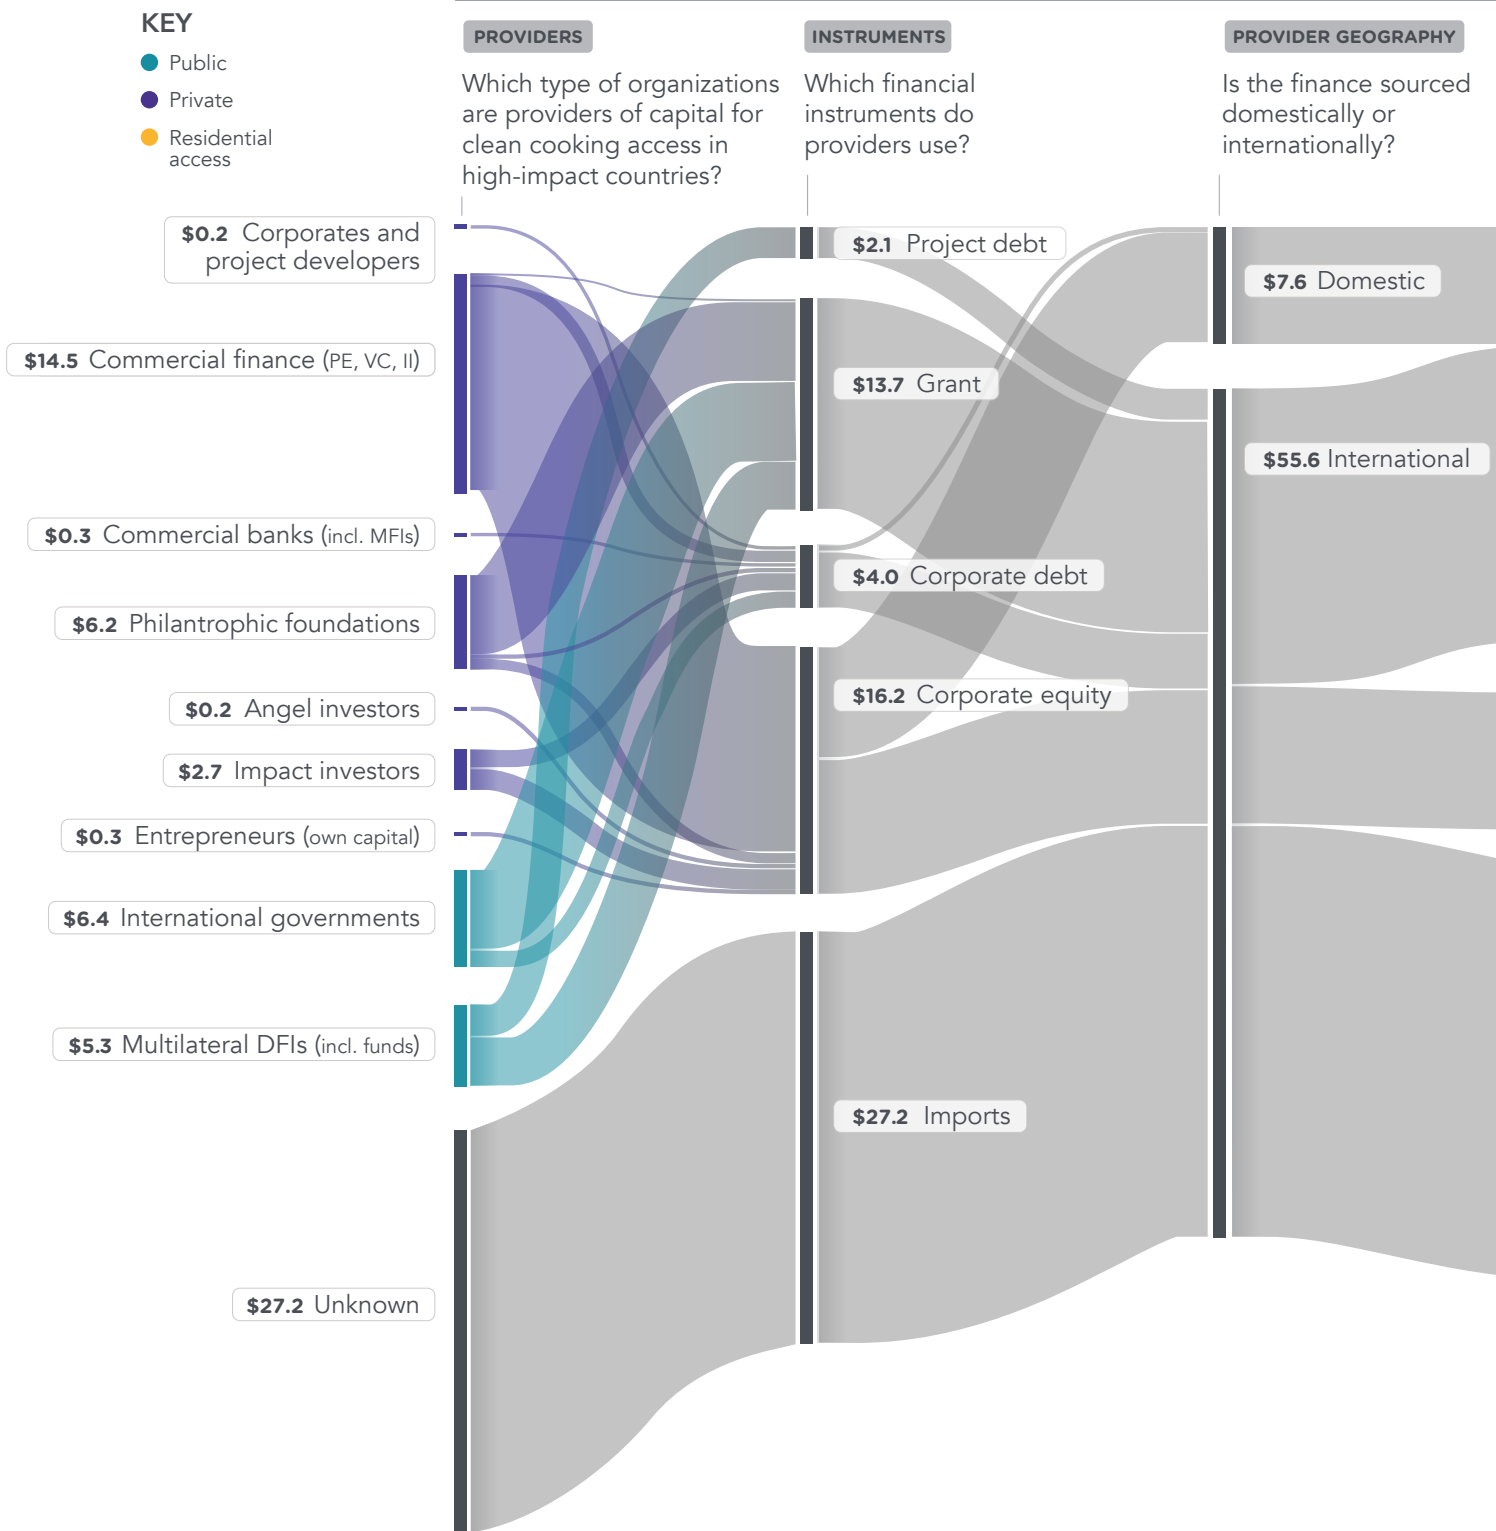 KEY
Public
Private
Residential
access
PROVIDERS
Which type of organizations
are providers of capital for
clean cooking access in
high-impact countries?
INSTRUMENTS
Which financial
instruments do
providers use?
PROVIDER GEOGRAPHY
Is the finance sourced
domestically or
internationally?
$0.2 Corporates and
project developers
$14.5 Commercial finance (PE, VC, II)
$0.3 Commercial banks (incl. MFIs)
$6.2 Philantrophic foundations
$0.2 Angel investors
$2.7 Impact investors
$0.3 Entrepreneurs (own capital)
$6.4 International governments
$5.3 Multilateral DFIs (incl. funds)
$27.2 Unknown
$2.1 Project debt
$13.7 Grant
$4.0 Corporate debt
$16.2 Corporate equity
$27.2 Imports
$7.6 Domestic
$55.6 International